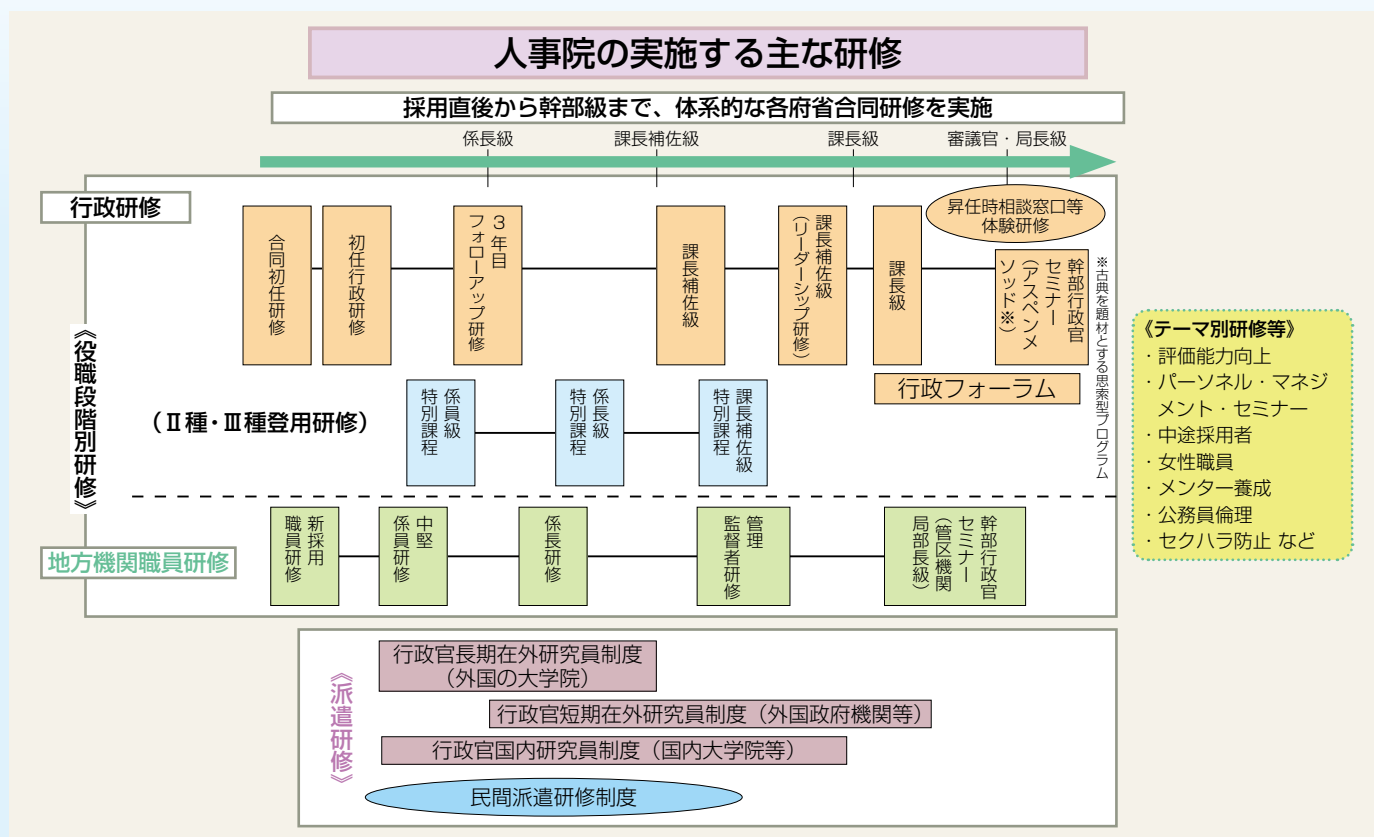 人事院の実施する主な研修
採用直後から幹部級まで、体系的な各府省合同研修を実施
係長級
課長補佐級
課長級
審議官・局長級
行政研修
昇任時相談窓口等
体験研修
合同初任研修
初任行政研修
３年目
フォローアップ研修
課長補佐級
課長補佐級
（リーダーシップ研修）
課長級
幹部行政官
セミナー
（アスペンメ
ソッド※）
※古典を題材とする思索型プログラム
行政フォーラム
《役職段階別研修》
（Ⅱ種・Ⅲ種登用研修）
係員級
特別課程
係長級
特別課程
課長補佐級
特別課程
地方機関職員研修
新採用
職員研修
中堅
係員研修
係長研修
管理
監督者研修
幹部行政官
セミナー
（管区機関
局部長級）
《テーマ別研修等》
・評価能力向上
・パーソネル・マネジ
メント・セミナー
・中途採用者
・女性職員
・メンター養成
・公務員倫理
・セクハラ防止 など
《派遣研修》
行政官長期在外研究員制度
（外国の大学院）
行政官短期在外研究員制度（外国政府機関等）
行政官国内研究員制度（国内大学院等）
民間派遣研修制度